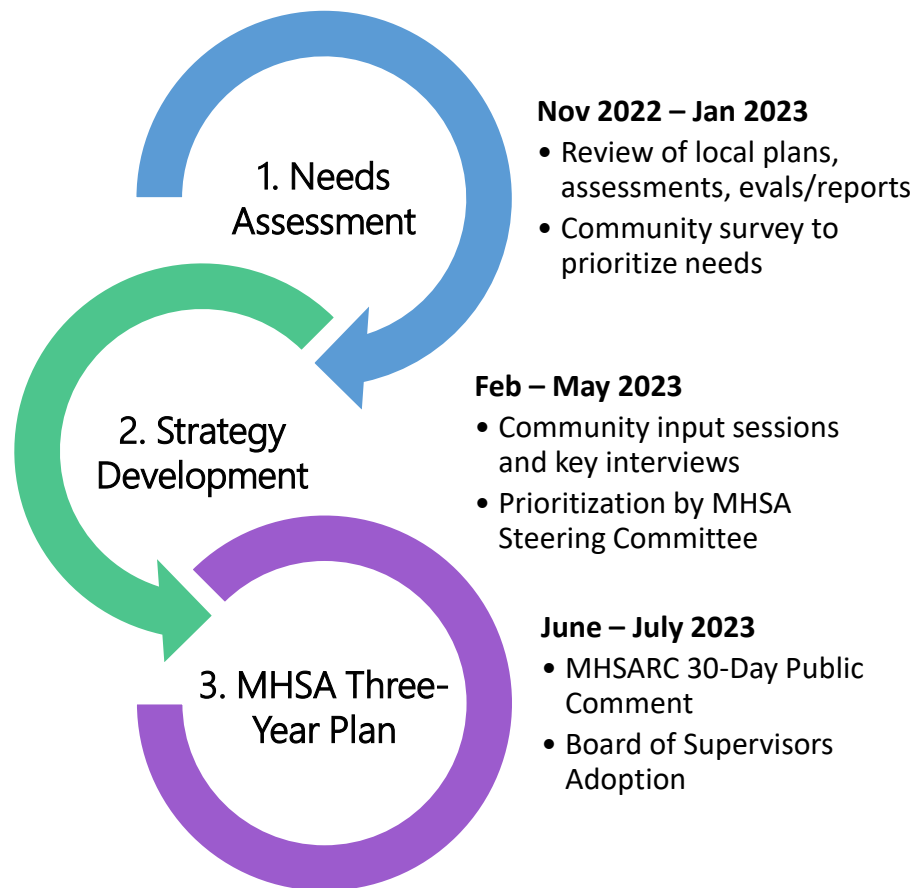 1. Needs
Assessment
Nov 2022 – Jan 2023
• Review of local plans,
assessments, evals/reports
• Community survey to
prioritize needs
2. Strategy
Development
Feb – May 2023
• Community input sessions
and key interviews
• Prioritization by MHSA
Steering Committee
3. MHSA Three-
Year Plan
June – July 2023
• MHSARC 30-Day Public
Comment
• Board of Supervisors
Adoption